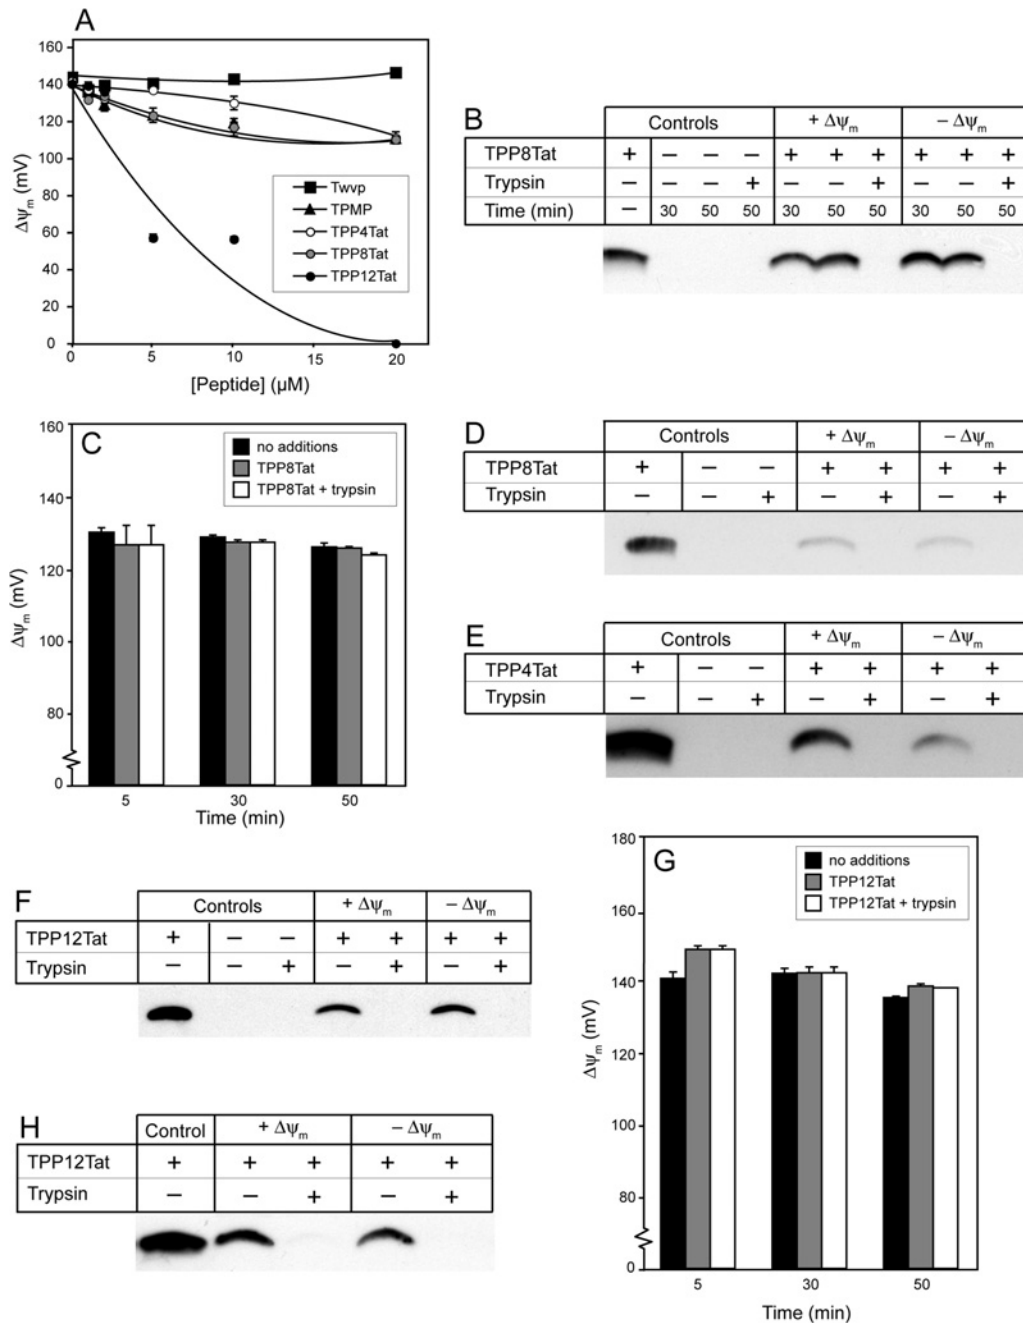 A
160
140
120
100
80
60
40
20
0
Δψm (mV)
0 5 10 15 20
[Peptide] (µM)
Twvp
TPMP
TPP4Tat
TPP8Tat
TPP12Tat
B
Controls + Δψm − Δψm
TPP8Tat + − − − + + + + + +
Trypsin − − − + − − + − − +
Time (min) − 30 50 50 30 50 50 30 50 50
C
160
140
120
100
80
0
Δψm (mV)
no additions
TPP8Tat
TPP8Tat + trypsin
5 30 50
Time (min)
D
Controls + Δψm − Δψm
TPP8Tat + − − + + + +
Trypsin − − + − + − +
E
Controls + Δψm − Δψm
TPP4Tat + − − + + + +
Trypsin − − + − + − +
F
Controls + Δψm − Δψm
TPP12Tat + − − + + + +
Trypsin − − + − + − +
G
180
160
140
120
100
80
0
Δψm (mV)
no additions
TPP12Tat
TPP12Tat + trypsin
5 30 50
Time (min)
H
Control + Δψm − Δψm
TPP12Tat + + + + +
Trypsin − − + − +